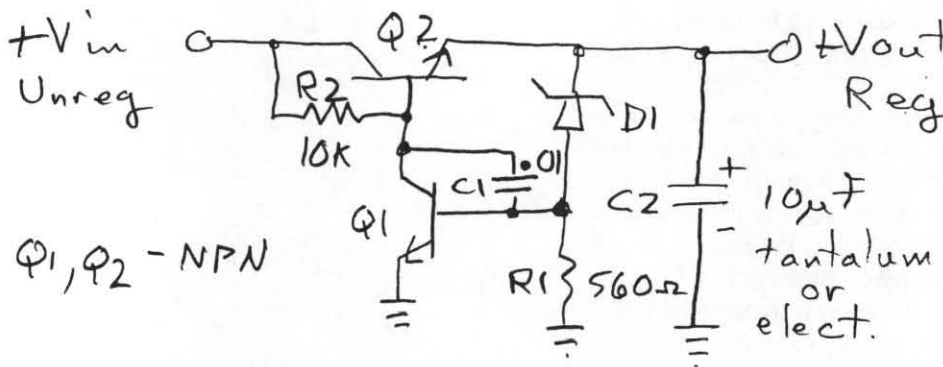 +Vin
Unreg
Q2
+Vout
Reg
R2
10K
D1
.01
C1
Q1
C2
+
10µF
-
tantalum
or
elect.
R1 560Ω
Q1, Q2 - NPN